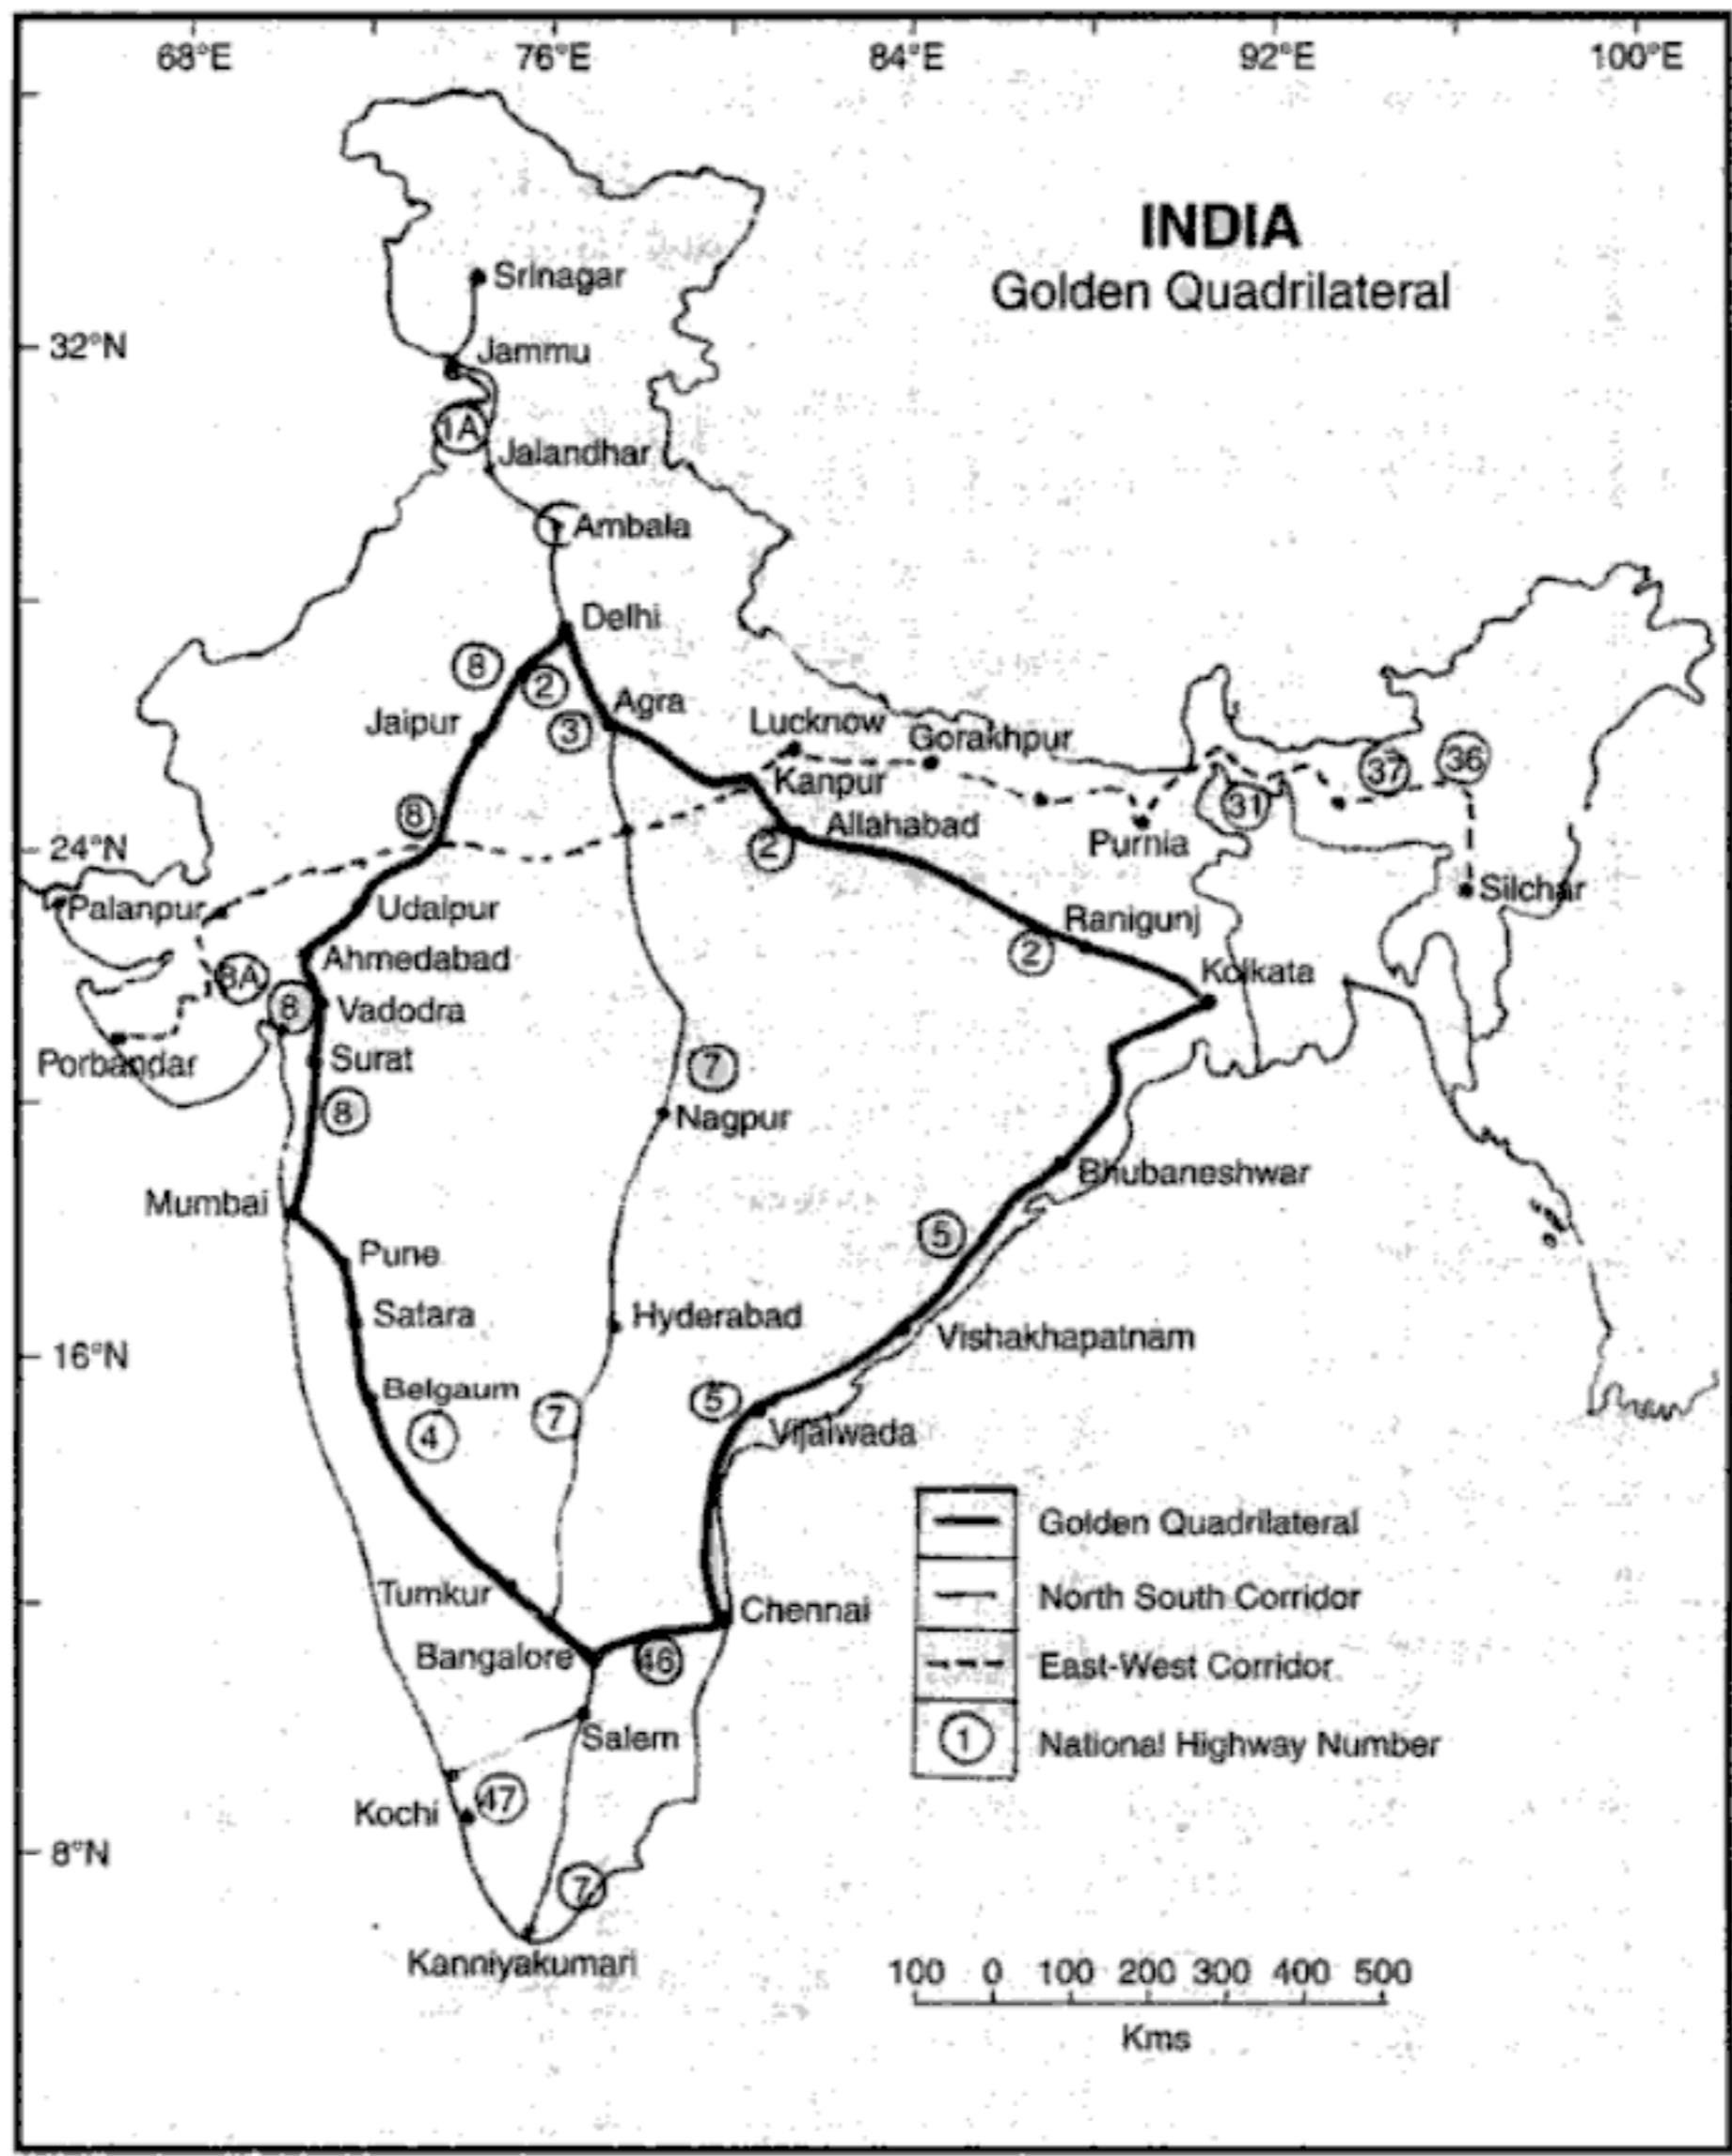 68°E 76°E 84°E 92°E 100°E
INDIA
Golden Quadrilateral
Srinagar
32°N
Jammu
1A
Jalandhar
Ambala
Delhi
8
2
Agra
Jaipur
3
Lucknow
Gorakhpur
Kanpur
37
36
31
8
Allahabad
2
Purnia
24°N
Palanpur
Udaipur
Silchar
Ranigunj
2
Ahmedabad
8A
Kolkata
8
Vadodra
Porbandar
Surat
7
8
Nagpur
Bhubaneshwar
Mumbai
5
Pune
Satara
Hyderabad
Vishakhapatnam
16°N
Belgaum
4
7
5
Vijaiwada
Golden Quadrilateral
Tumkur
North South Corridor
Chennai
Bangalore
46
East-West Corridor
Salem
1
National Highway Number
47
Kochi
8°N
7
Kanniyakumari
100 0 100 200 300 400 500
Kms